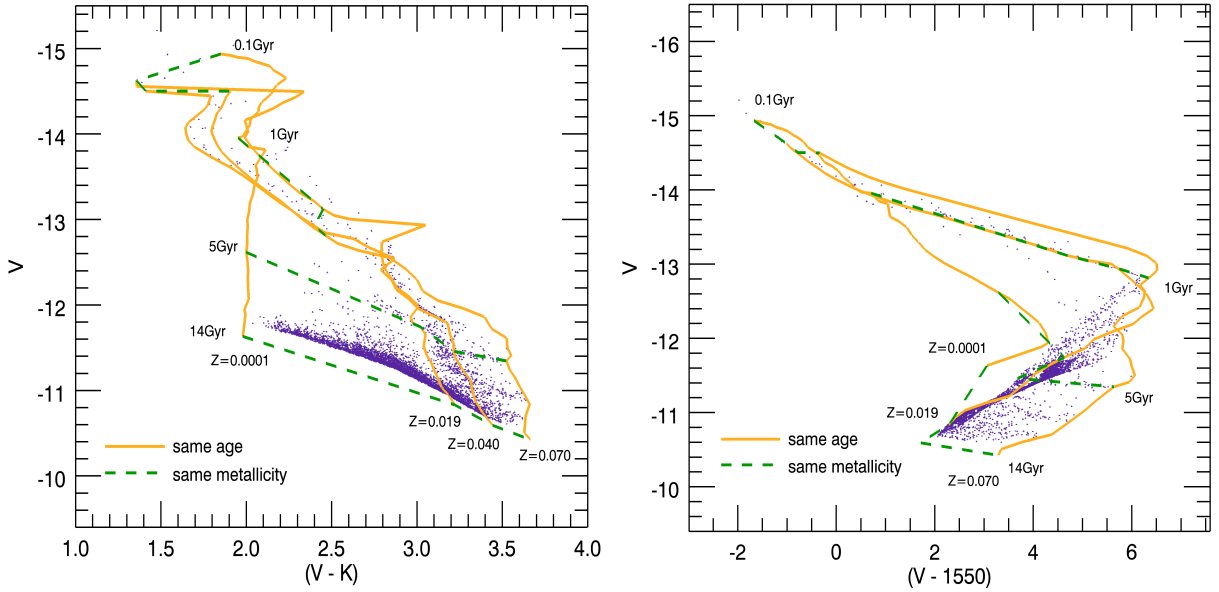 -15
-14
-13
-12
-11
-10
V
0.1Gyr
1Gyr
5Gyr
14Gyr
Z=0.0001
Z=0.019
Z=0.040
Z=0.070
same age
same metallicity
1.0 1.5 2.0 2.5 3.0 3.5 4.0
(V - K)
-16
-15
-14
-13
-12
-11
-10
V
0.1Gyr
1Gyr
Z=0.0001
5Gyr
Z=0.019
14Gyr
Z=0.070
same age
same metallicity
-2 0 2 4 6
(V - 1550)